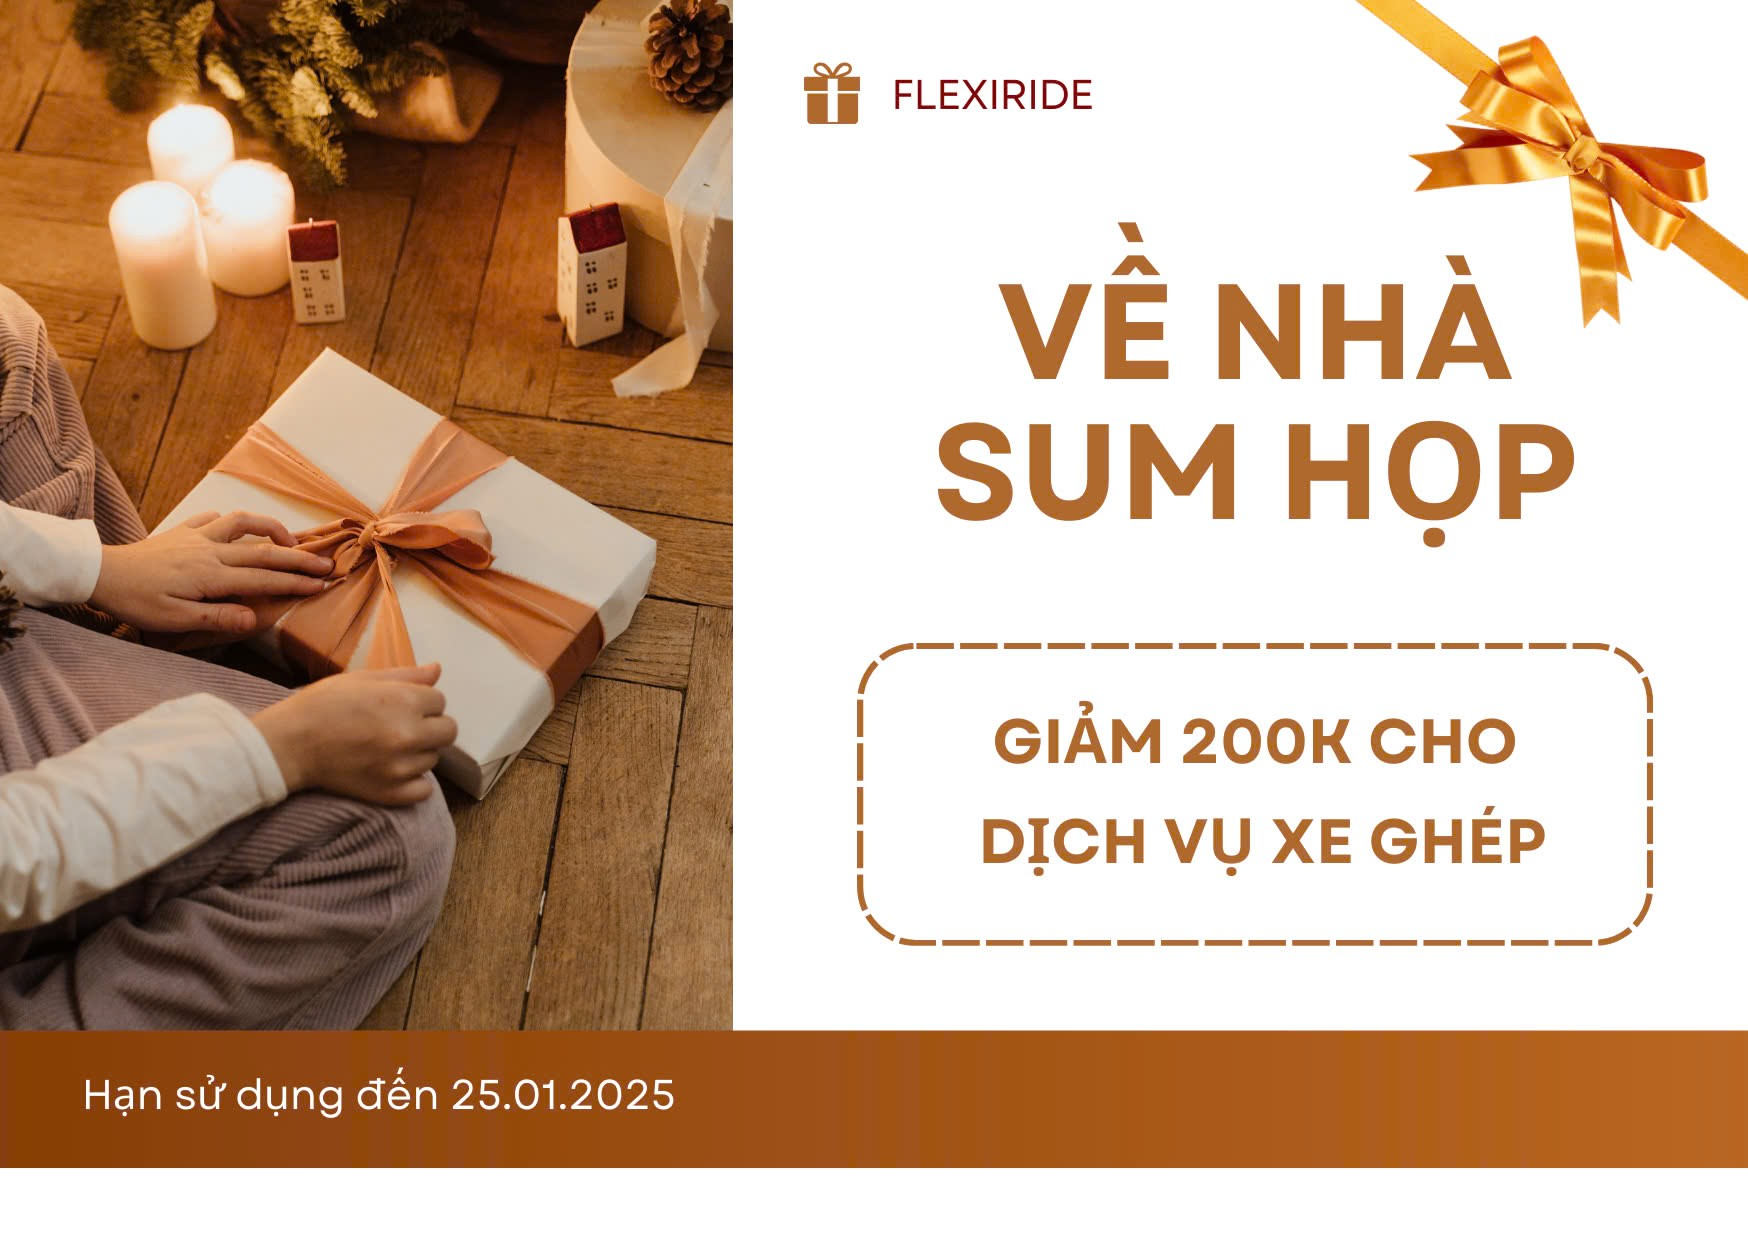 FLEXIRIDE
VỀ NHÀ
SUM HỌP
GIẢM 200K CHO
DỊCH VỤ XE GHÉP
Hạn sử dụng đến 25.01.2025